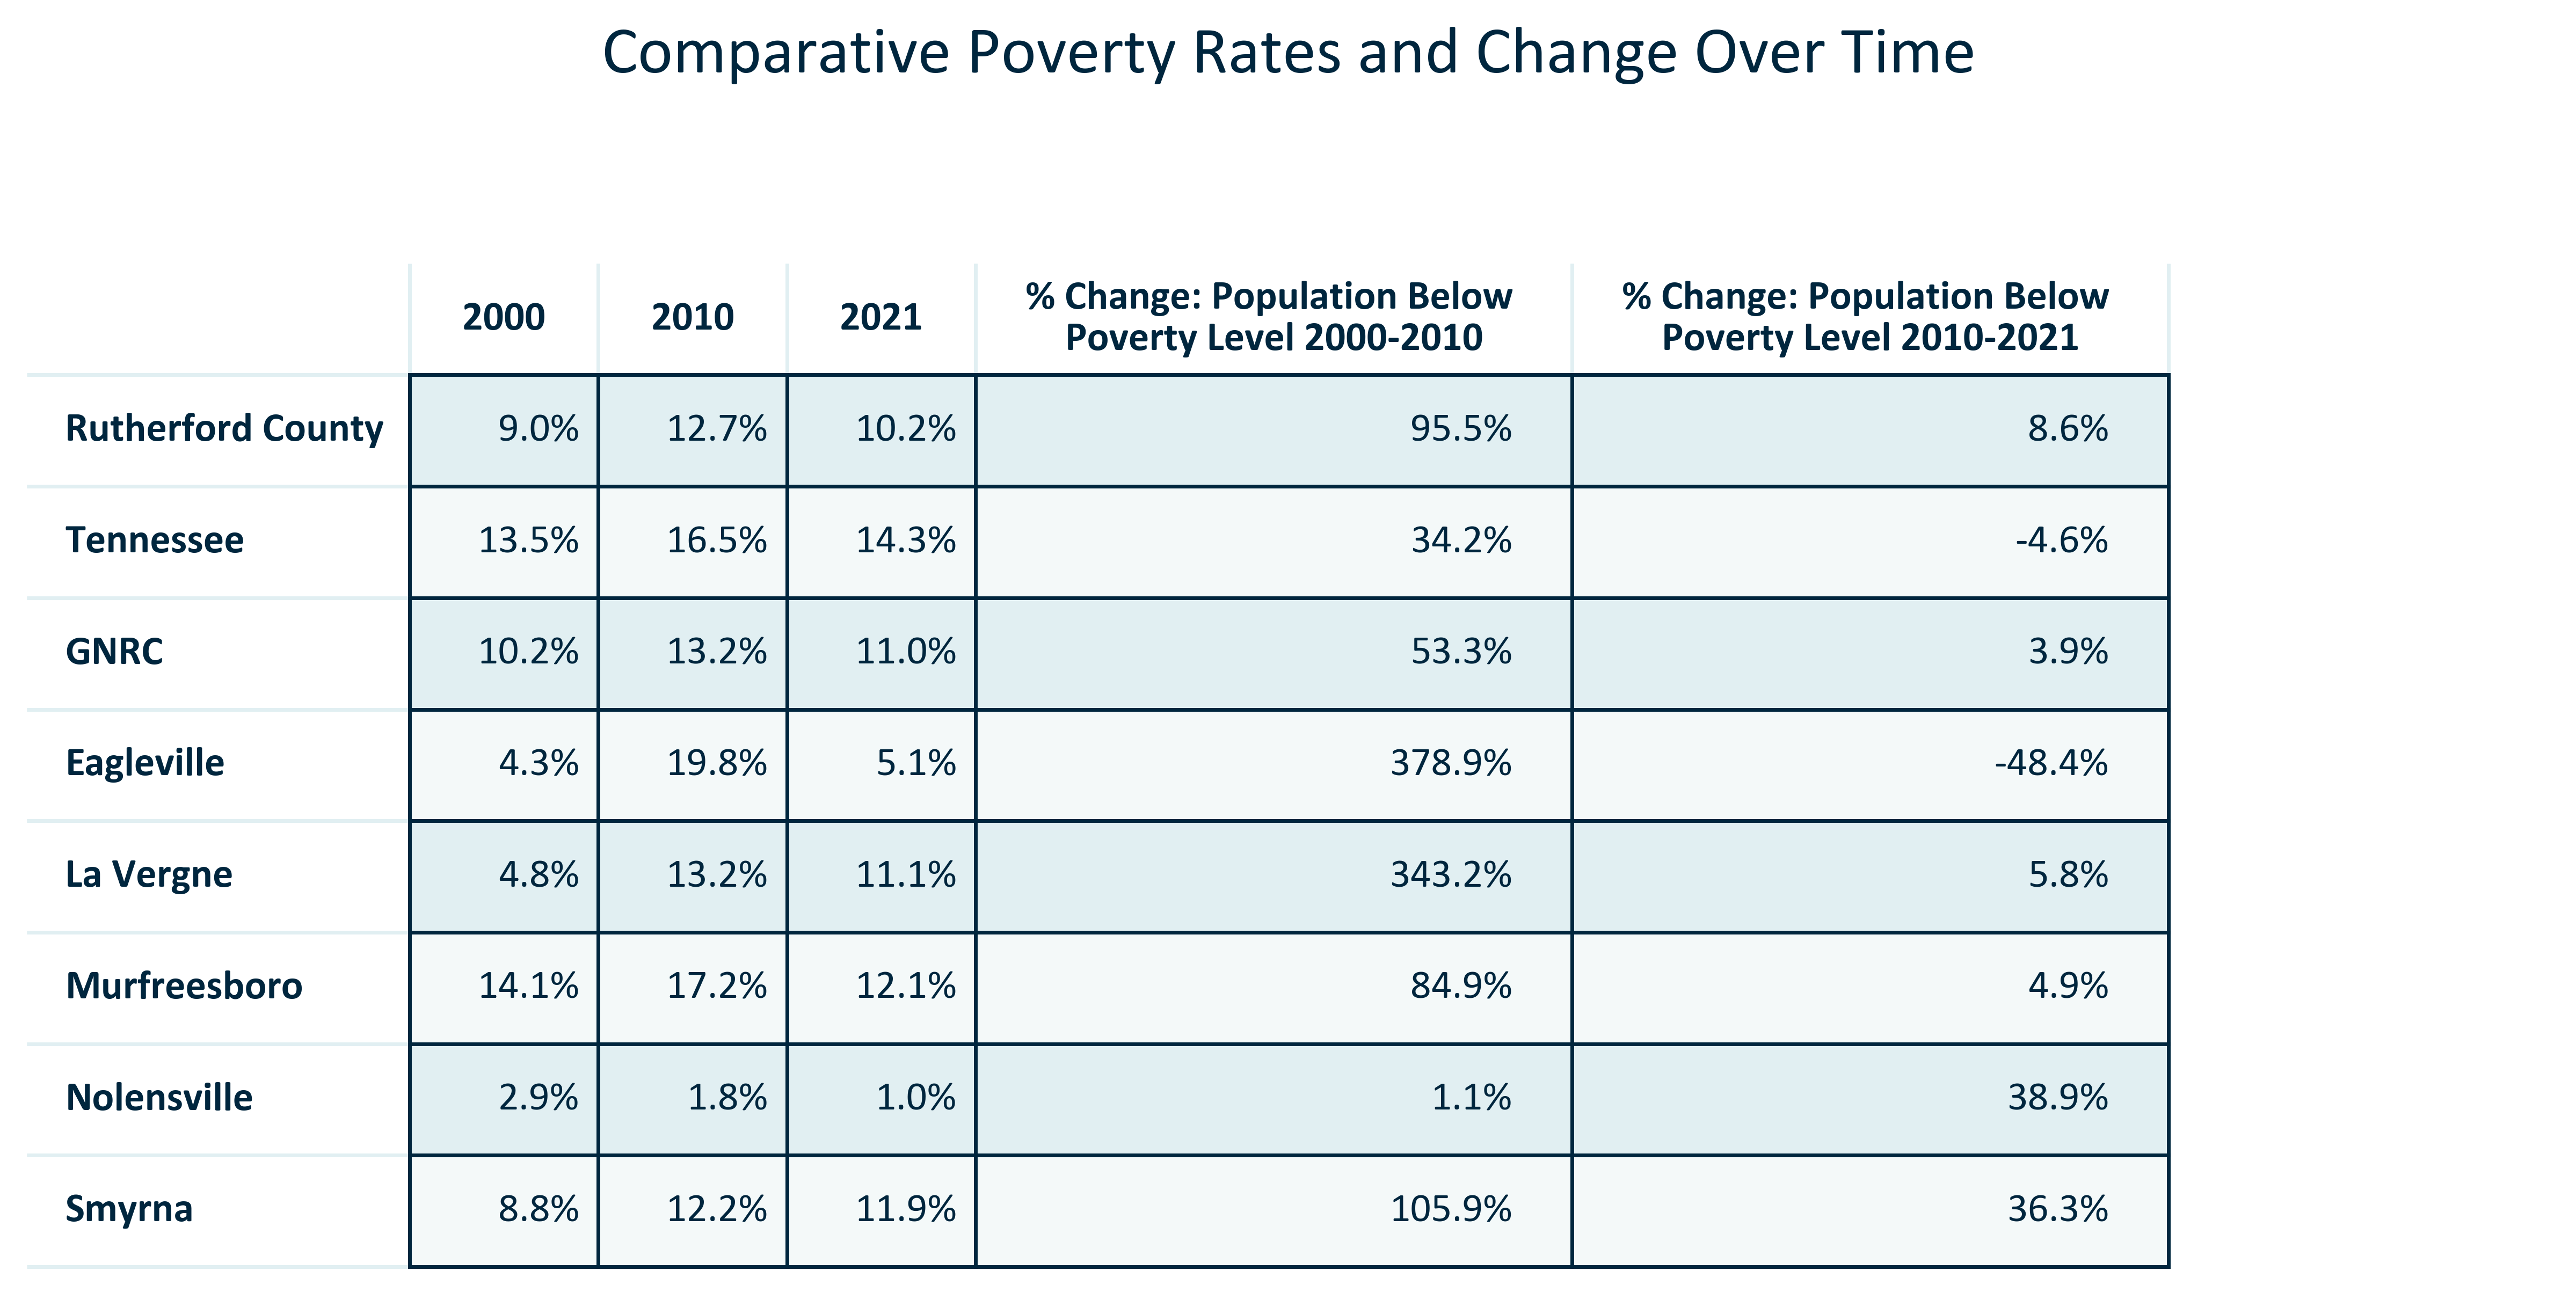 Comparative Poverty Rates and Change Over Time
2000 2010 2021 % Change: Population Below Poverty Level 2000-2010 % Change: Population Below Poverty Level 2010-2021
Rutherford County 9.0% 12.7% 10.2% 95.5% 8.6%
Tennessee 13.5% 16.5% 14.3% 34.2% -4.6%
GNRC 10.2% 13.2% 11.0% 53.3% 3.9%
Eagleville 4.3% 19.8% 5.1% 378.9% -48.4%
La Vergne 4.8% 13.2% 11.1% 343.2% 5.8%
Murfreesboro 14.1% 17.2% 12.1% 84.9% 4.9%
Nolensville 2.9% 1.8% 1.0% 1.1% 38.9%
Smyrna 8.8% 12.2% 11.9% 105.9% 36.3%